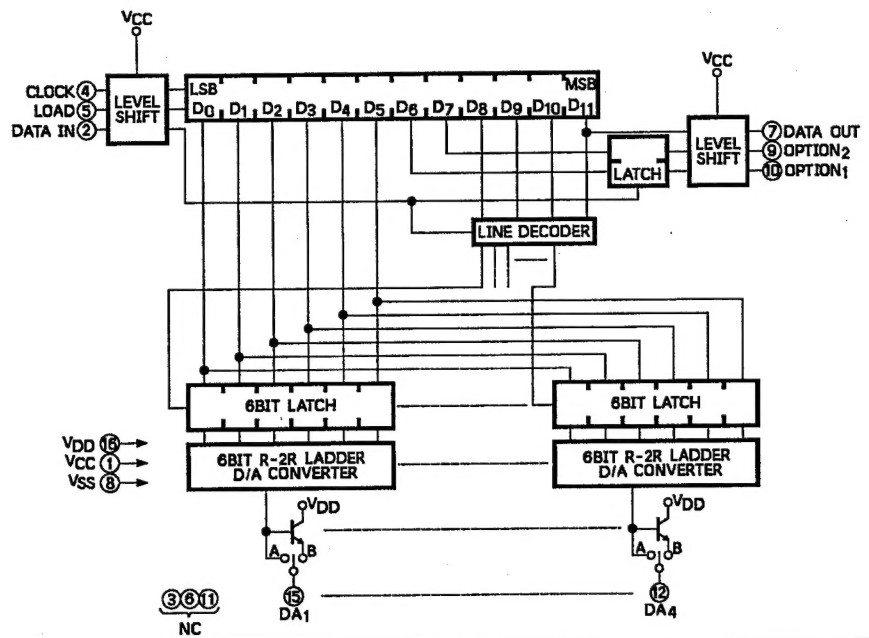 VCC
CLOCK ④
LOAD ⑤
DATA IN ②
LEVEL SHIFT
LSB MSB
D0 D1 D2 D3 D4 D5 D6 D7 D8 D9 D10 D11
VCC
LEVEL SHIFT
⑦ DATA OUT
⑨ OPTION2
⑩ OPTION1
LATCH
LINE DECODER
6BIT LATCH
6BIT LATCH
VDD ⑯
VCC ①
VSS ⑧
6BIT R-2R LADDER
D/A CONVERTER
6BIT R-2R LADDER
D/A CONVERTER
VDD
A B
⑮
DA1
VDD
A B
⑫
DA4
③⑥⑪
NC